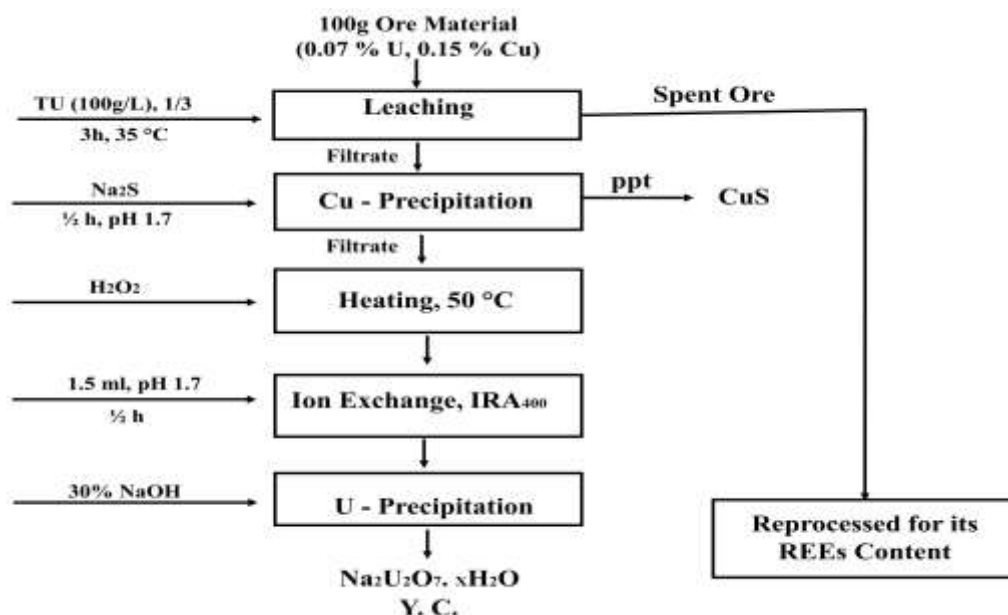 100g Ore Material
(0.07 % U, 0.15 % Cu)
TU (100g/L), 1/3
3h, 35 °C
Leaching
Spent Ore
Filtrate
Na₂S
½ h, pH 1.7
Cu - Precipitation
ppt
CuS
Filtrate
H₂O₂
Heating, 50 °C
1.5 ml, pH 1.7
½ h
Ion Exchange, IRA₄₀₀
30% NaOH
U - Precipitation
Reprocessed for its
REEs Content
Na₂U₂O₇. xH₂O
Y. C.